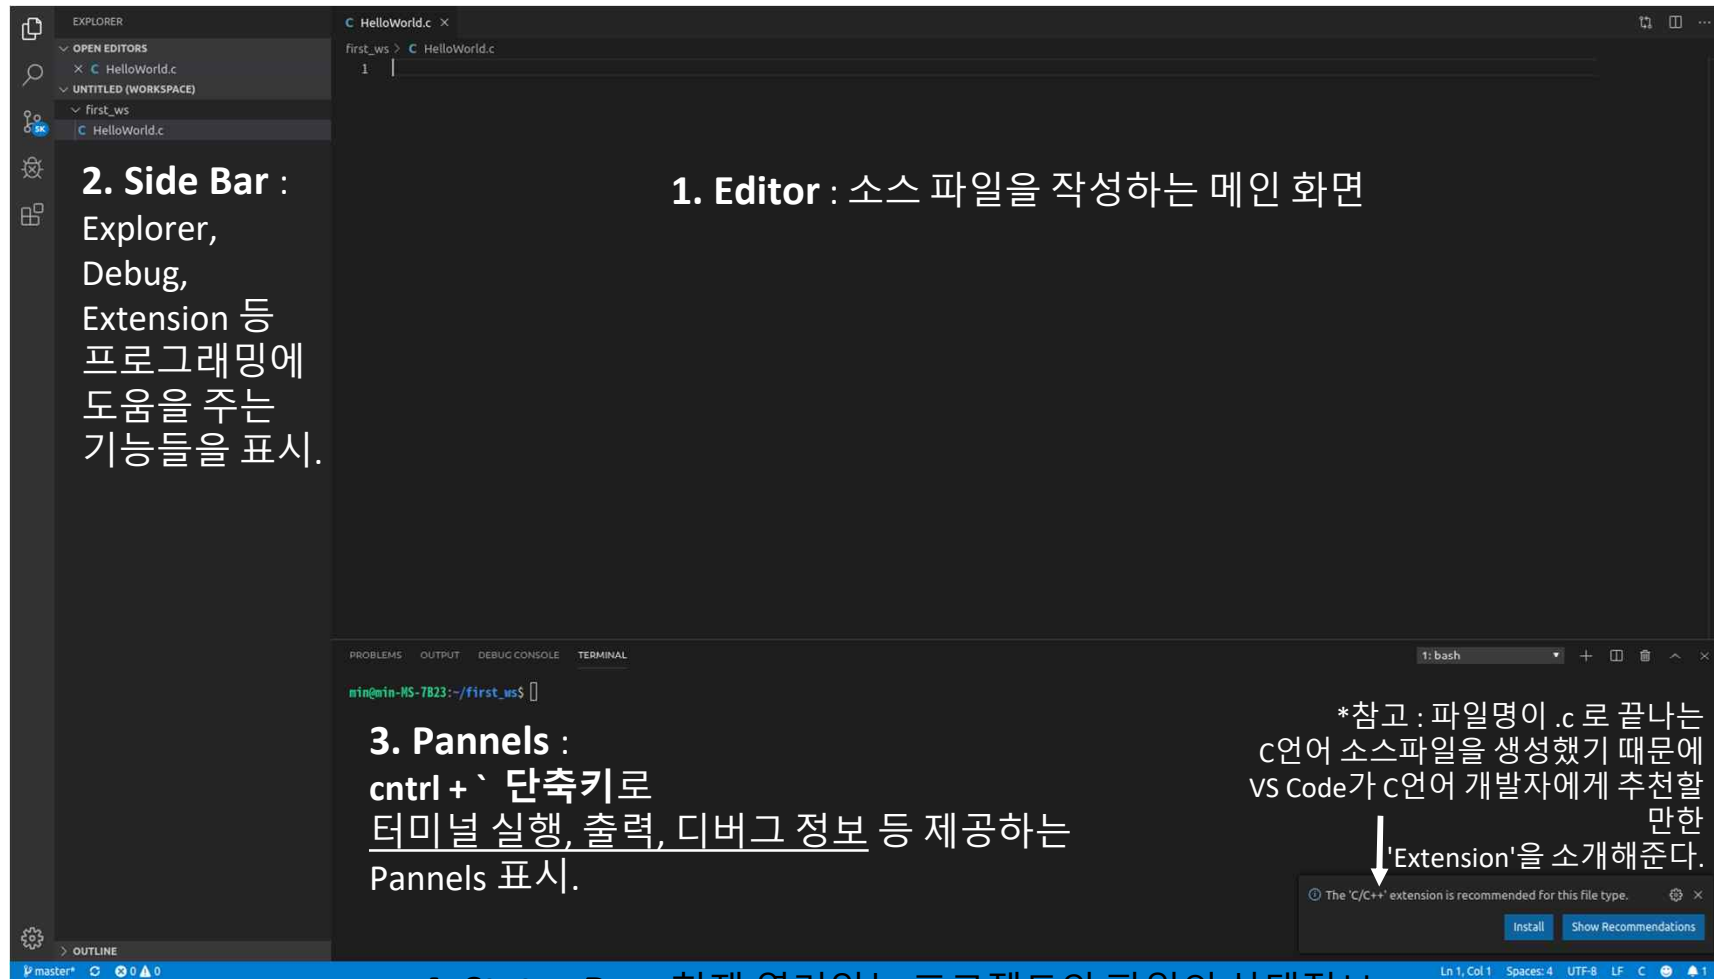 EXPLORER
OPEN EDITORS
HelloWorld.c
UNTITLED (WORKSPACE)
first_ws
C HelloWorld.c
C HelloWorld.c
first_ws > C HelloWorld.c
1
5K
2. Side Bar :
Explorer,
Debug,
Extension 등
프로그래밍에
도움을 주는
기능들을 표시.
1. Editor : 소스 파일을 작성하는 메인 화면
PROBLEMS OUTPUT DEBUG CONSOLE TERMINAL
1: bash
min@min-MS-7B23:~/first_ws$
3. Pannels :
cntrl + ` 단축키로
터미널 실행, 출력, 디버그 정보 등 제공하는
Pannels 표시.
*참고 : 파일명이 .c 로 끝나는
C언어 소스파일을 생성했기 때문에
VS Code가 C언어 개발자에게 추천할
만한
'Extension'을 소개해준다.
The 'C/C++' extension is recommended for this file type.
Install Show Recommendations
OUTLINE
master* 0 0
Ln 1, Col 1 Spaces: 4 UTF-8 LF C 1